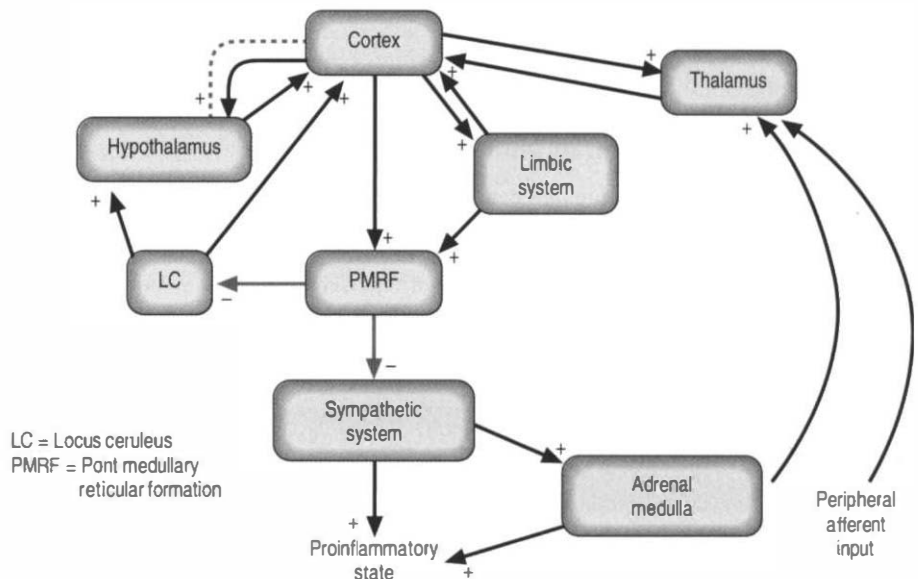 Cortex
Thalamus
Hypothalamus
Limbic
system
LC
PMRF
Sympathetic
system
LC = Locus ceruleus
PMRF = Pont medullary
reticular formation
Adrenal
medulla
Peripheral
afferent
input
Proinflammatory
state
+
+
+
+
+
+
+
+
+
+
+
+
+
+
−
−